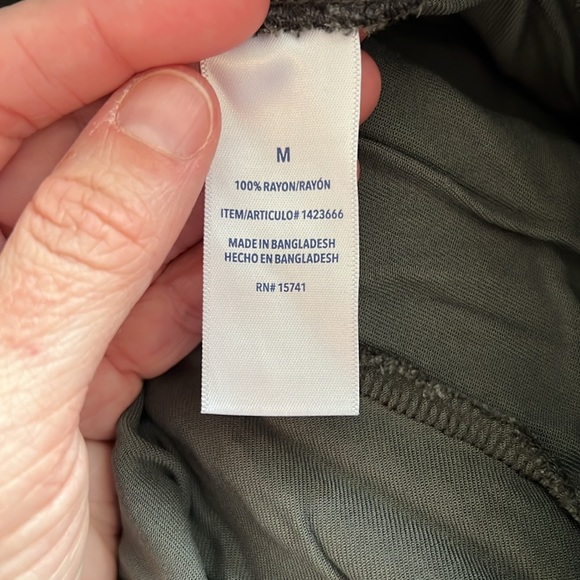 M
100% RAYON/RAYÓN
ITEM/ARTICULO# 1423666
MADE IN BANGLADESH
HECHO EN BANGLADESH
RN# 15741